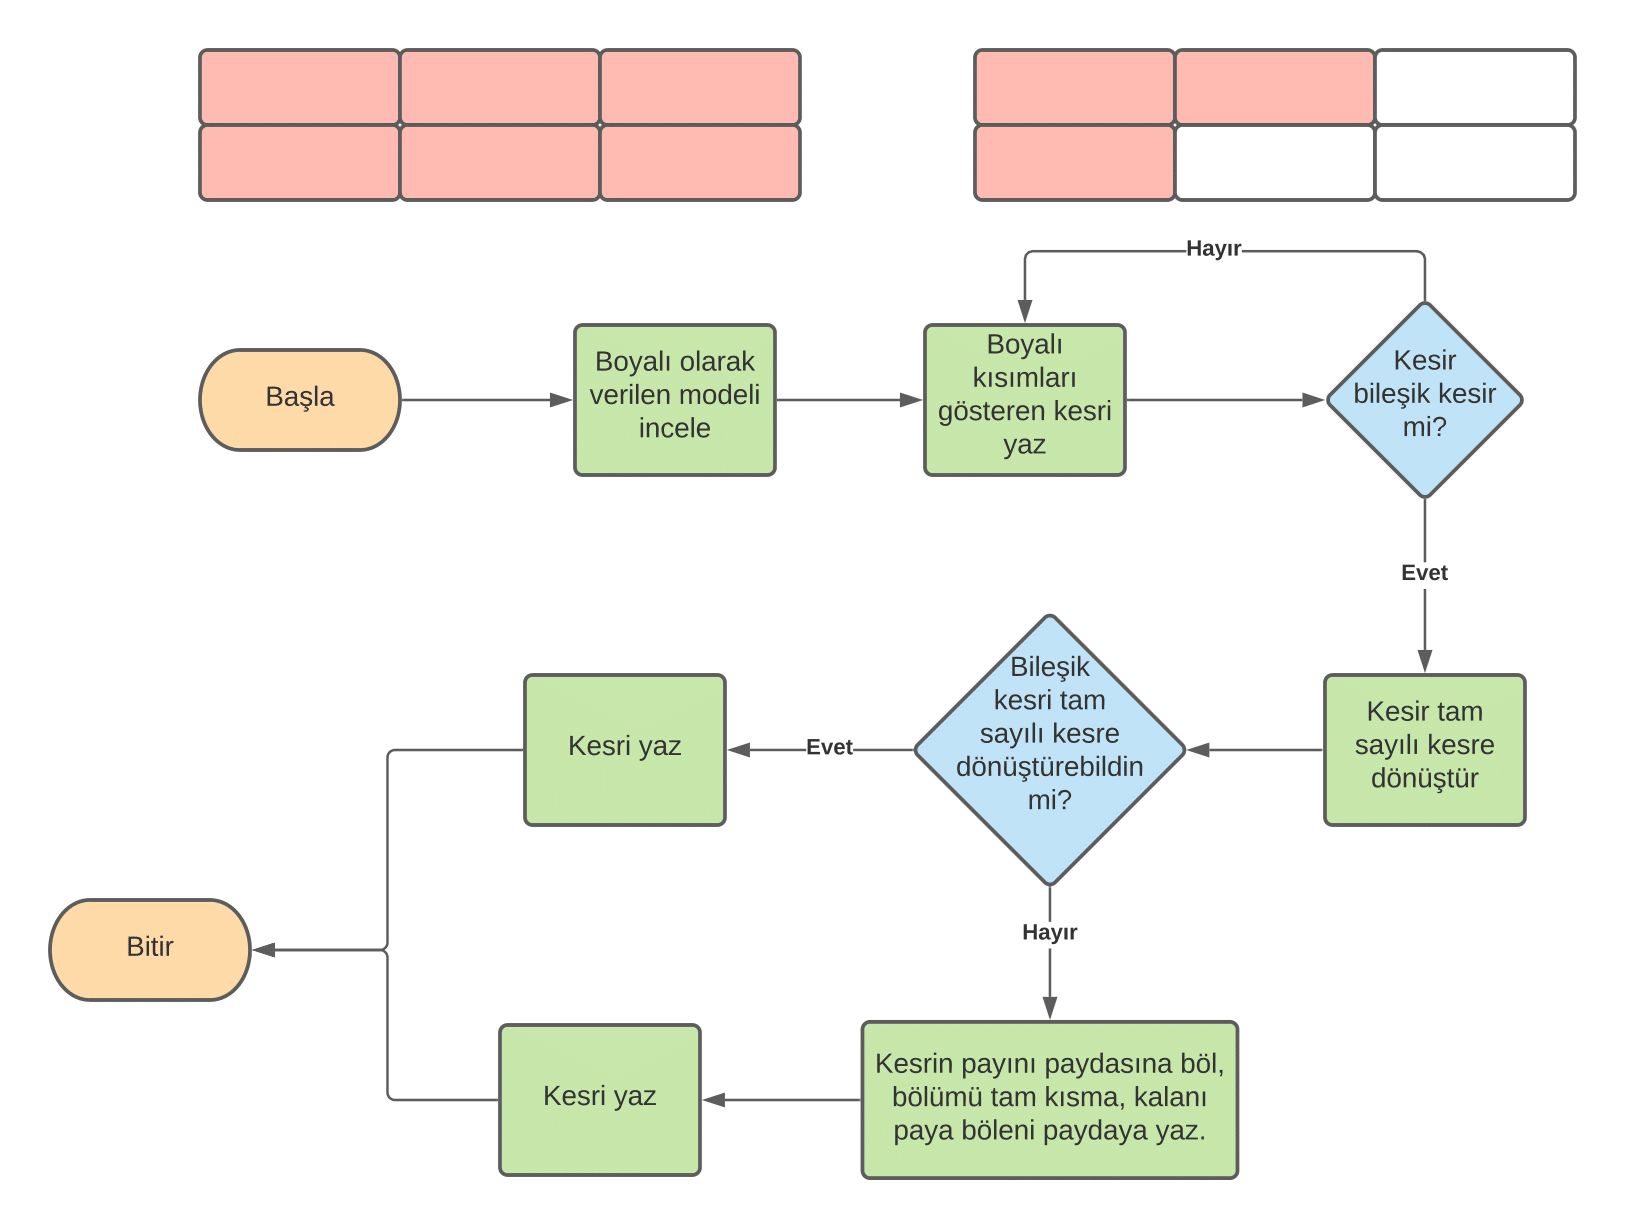 Hayır
Başla
Boyalı olarak
verilen modeli
incele
Boyalı
kısımları
gösteren kesri
yaz
Kesir
bileşik kesir
mi?
Evet
Kesir tam
sayılı kesre
dönüştür
Bileşik
kesri tam
sayılı kesre
dönüştürebildin
mi?
Evet
Kesri yaz
Hayır
Kesrin payını paydasına böl,
bölümü tam kısma, kalanı
paya böleni paydaya yaz.
Kesri yaz
Bitir